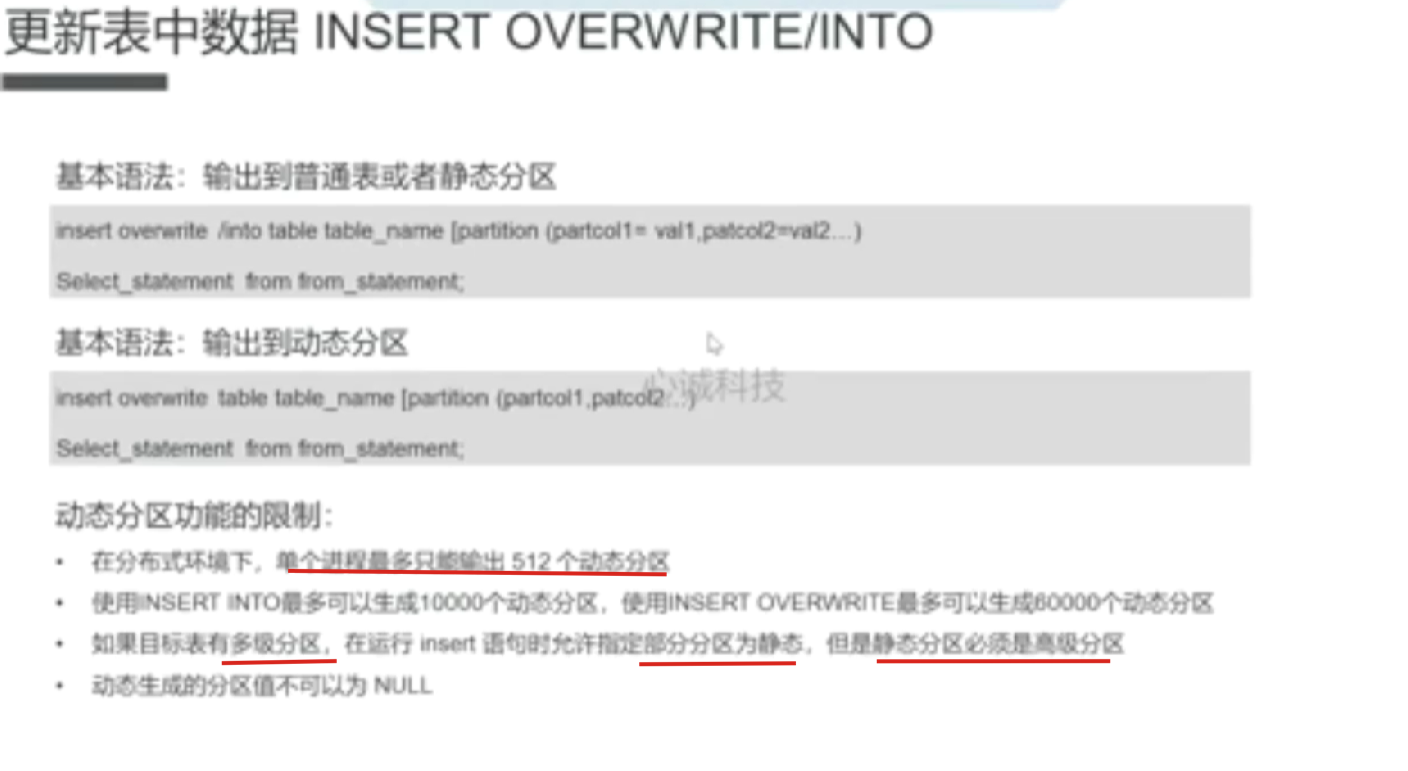 更新表中数据 INSERT OVERWRITE/INTO
基本语法：输出到普通表或者静态分区
insert overwrite /into table table_name [partition (partcol1= val1,patcol2=val2...)
Select_statement from from_statement;
基本语法：输出到动态分区
心诚科技
insert overwrite table table_name [partition (partcol1,patcol2...)
Select_statement from from_statement;
动态分区功能的限制：
• 在分布式环境下，单个进程最多只能输出 512 个动态分区
• 使用INSERT INTO最多可以生成10000个动态分区，使用INSERT OVERWRITE最多可以生成60000个动态分区
• 如果目标表有多级分区，在运行 insert 语句时允许指定部分分区为静态，但是静态分区必须是高级分区
• 动态生成的分区值不可以为 NULL